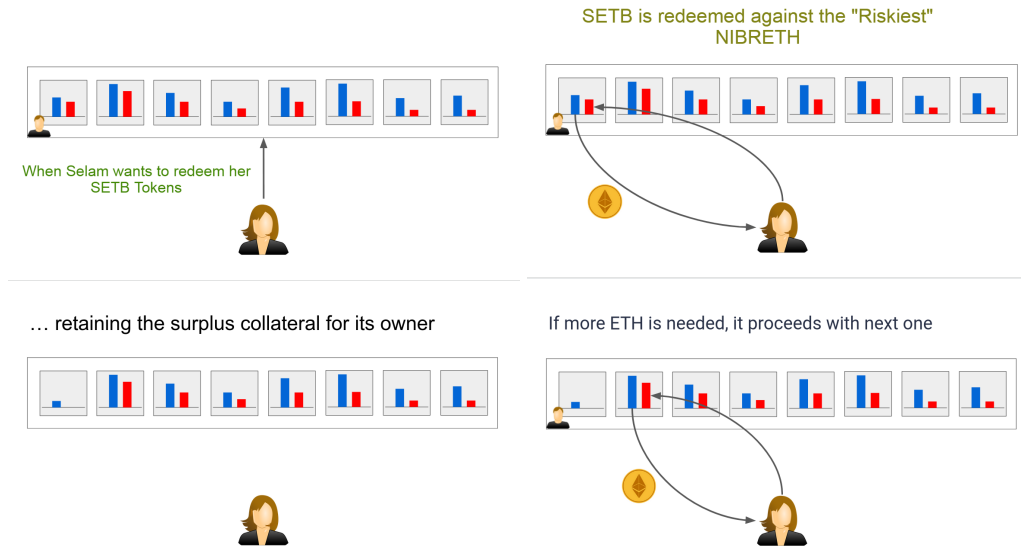 When Selam wants to redeem her
SETB Tokens
SETB is redeemed against the "Riskiest"
NIBRETH
… retaining the surplus collateral for its owner
If more ETH is needed, it proceeds with next one